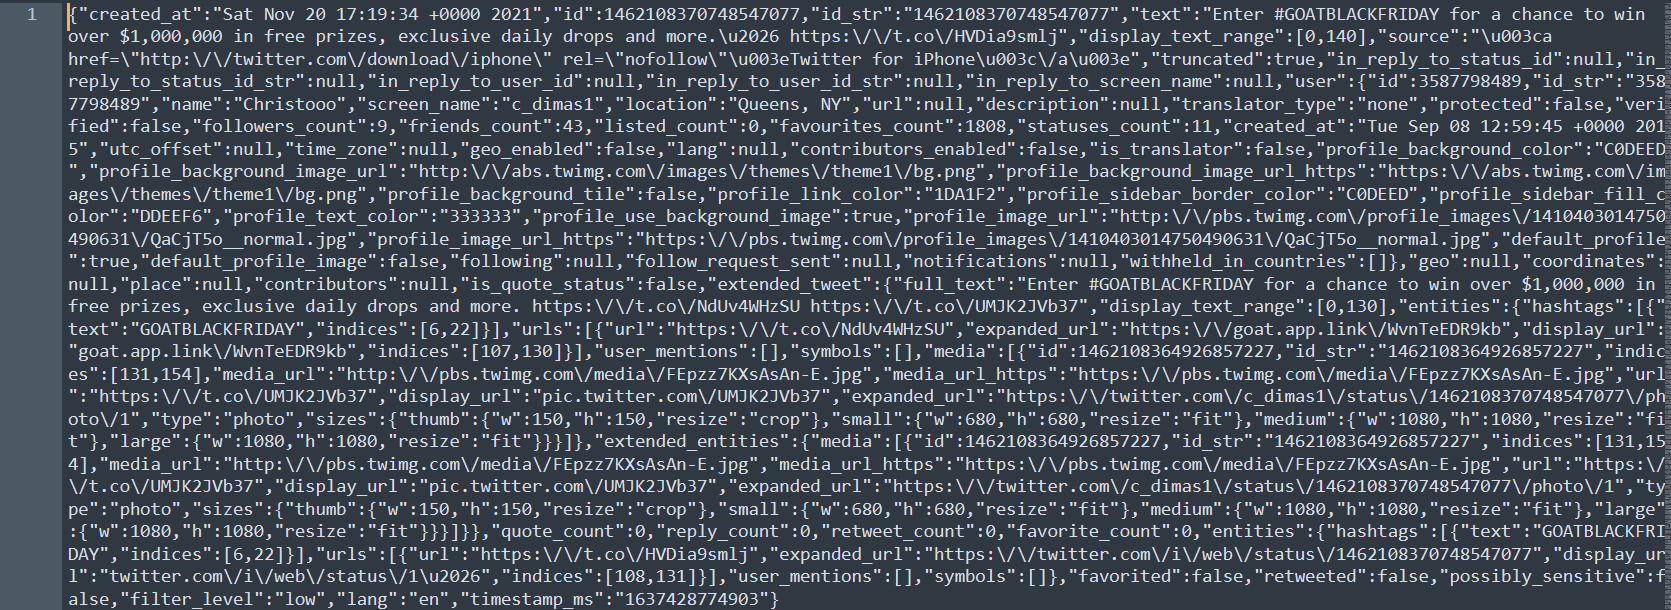 1 {"created_at":"Sat Nov 20 17:19:34 +0000 2021","id":1462108370748547077,"id_str":"1462108370748547077","text":"Enter #GOATBLACKFRIDAY for a chance to win
over $1,000,000 in free prizes, exclusive daily drops and more.\u2026 https:\/\/t.co\/HVDia9smlj","display_text_range":[0,140],"source":"\u003ca
href=\"http:\/\/twitter.com\/download\/iphone\" rel=\"nofollow\"\u003eTwitter for iPhone\u003c\/a\u003e","truncated":true,"in_reply_to_status_id":null,"in_
reply_to_status_id_str":null,"in_reply_to_user_id":null,"in_reply_to_user_id_str":null,"in_reply_to_screen_name":null,"user":{"id":3587798489,"id_str":"358
7798489","name":"Christooo","screen_name":"c_dimas1","location":"Queens, NY","url":null,"description":null,"translator_type":"none","protected":false,"veri
fied":false,"followers_count":9,"friends_count":43,"listed_count":0,"favourites_count":1808,"statuses_count":11,"created_at":"Tue Sep 08 12:59:45 +0000 201
5","utc_offset":null,"time_zone":null,"geo_enabled":false,"lang":null,"contributors_enabled":false,"is_translator":false,"profile_background_color":"C0DEED
","profile_background_image_url":"http:\/\/abs.twimg.com\/images\/themes\/theme1\/bg.png","profile_background_image_url_https":"https:\/\/abs.twimg.com\/im
ages\/themes\/theme1\/bg.png","profile_background_tile":false,"profile_link_color":"1DA1F2","profile_sidebar_border_color":"C0DEED","profile_sidebar_fill_c
olor":"DDEEF6","profile_text_color":"333333","profile_use_background_image":true,"profile_image_url":"http:\/\/pbs.twimg.com\/profile_images\/1410403014750
490631\/QaCjT5o__normal.jpg","profile_image_url_https":"https:\/\/pbs.twimg.com\/profile_images\/1410403014750490631\/QaCjT5o__normal.jpg","default_profile
":true,"default_profile_image":false,"following":null,"follow_request_sent":null,"notifications":null,"withheld_in_countries":[]},"geo":null,"coordinates":
null,"place":null,"contributors":null,"is_quote_status":false,"extended_tweet":{"full_text":"Enter #GOATBLACKFRIDAY for a chance to win over $1,000,000 in
free prizes, exclusive daily drops and more. https:\/\/t.co\/NdUv4WHzSU https:\/\/t.co\/UMJK2JVb37","display_text_range":[0,130],"entities":{"hashtags":[{"
text":"GOATBLACKFRIDAY","indices":[6,22]}],"urls":[{"url":"https:\/\/t.co\/NdUv4WHzSU","expanded_url":"https:\/\/goat.app.link\/WvnTeEDR9kb","display_url":
"goat.app.link\/WvnTeEDR9kb","indices":[107,130]}],"user_mentions":[],"symbols":[],"media":[{"id":1462108364926857227,"id_str":"1462108364926857227","indic
es":[131,154],"media_url":"http:\/\/pbs.twimg.com\/media\/FEpzz7KXsAsAn-E.jpg","media_url_https":"https:\/\/pbs.twimg.com\/media\/FEpzz7KXsAsAn-E.jpg","url
":"https:\/\/t.co\/UMJK2JVb37","display_url":"pic.twitter.com\/UMJK2JVb37","expanded_url":"https:\/\/twitter.com\/c_dimas1\/status\/1462108370748547077\/ph
oto\/1","type":"photo","sizes":{"thumb":{"w":150,"h":150,"resize":"crop"},"small":{"w":680,"h":680,"resize":"fit"},"medium":{"w":1080,"h":1080,"resize":"fi
t"},"large":{"w":1080,"h":1080,"resize":"fit"}}}]},"extended_entities":{"media":[{"id":1462108364926857227,"id_str":"1462108364926857227","indices":[131,15
4],"media_url":"http:\/\/pbs.twimg.com\/media\/FEpzz7KXsAsAn-E.jpg","media_url_https":"https:\/\/pbs.twimg.com\/media\/FEpzz7KXsAsAn-E.jpg","url":"https:\/
\/t.co\/UMJK2JVb37","display_url":"pic.twitter.com\/UMJK2JVb37","expanded_url":"https:\/\/twitter.com\/c_dimas1\/status\/1462108370748547077\/photo\/1","ty
pe":"photo","sizes":{"thumb":{"w":150,"h":150,"resize":"crop"},"small":{"w":680,"h":680,"resize":"fit"},"medium":{"w":1080,"h":1080,"resize":"fit"},"large"
:{"w":1080,"h":1080,"resize":"fit"}}}]}},"quote_count":0,"reply_count":0,"retweet_count":0,"favorite_count":0,"entities":{"hashtags":[{"text":"GOATBLACKFRI
DAY","indices":[6,22]}],"urls":[{"url":"https:\/\/t.co\/HVDia9smlj","expanded_url":"https:\/\/twitter.com\/i\/web\/status\/1462108370748547077","display_ur
l":"twitter.com\/i\/web\/status\/1\u2026","indices":[108,131]}],"user_mentions":[],"symbols":[]},"favorited":false,"retweeted":false,"possibly_sensitive":f
alse,"filter_level":"low","lang":"en","timestamp_ms":"1637428774903"}